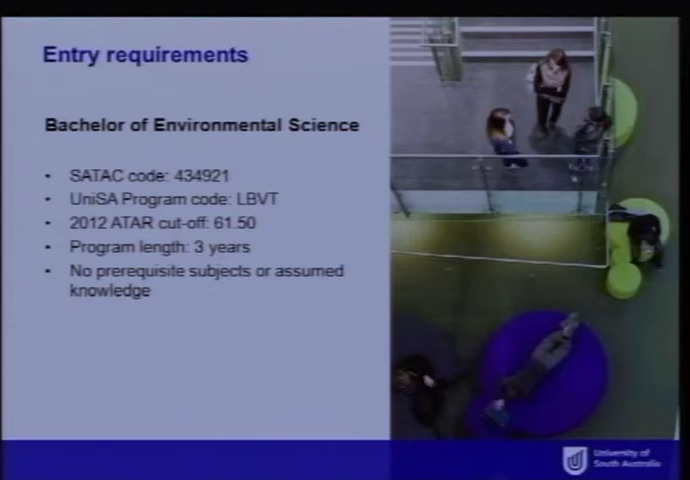 Entry requirements
Bachelor of Environmental Science
• SATAC code: 434921
• UniSA Program code: LBVT
• 2012 ATAR cut-off: 61.50
• Program length: 3 years
• No prerequisite subjects or assumed
knowledge
University of
South Australia